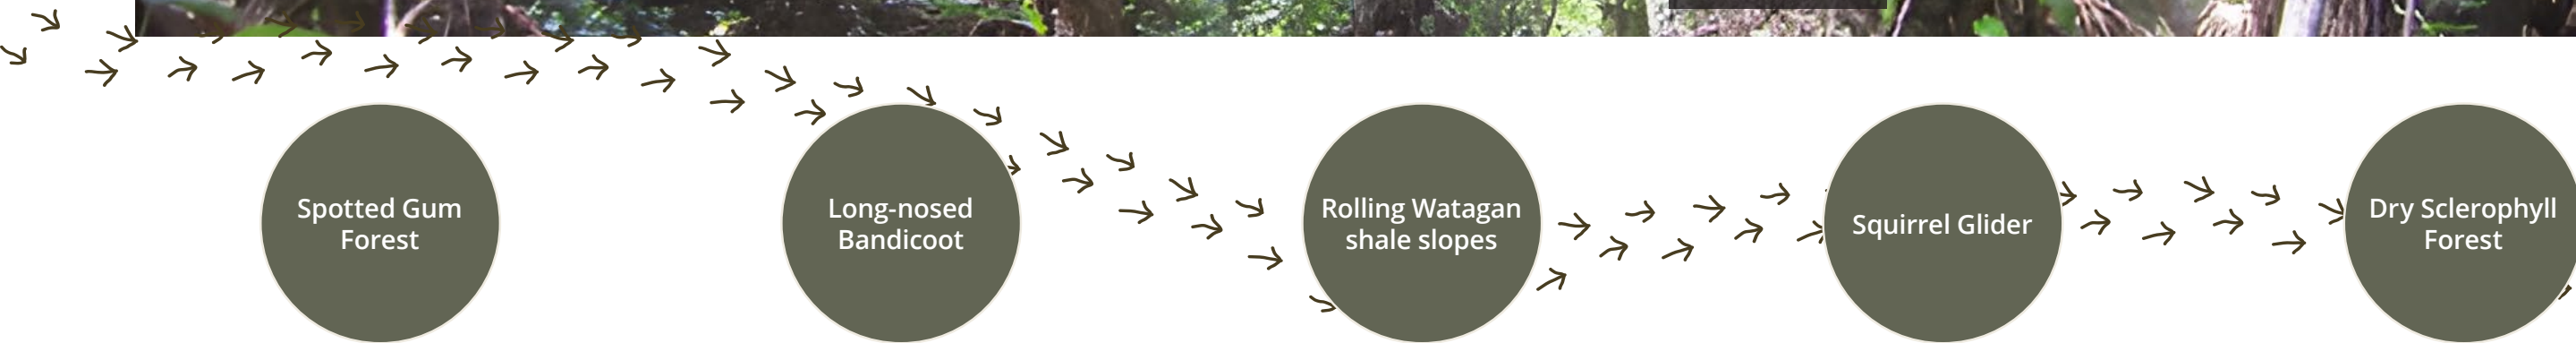 Spotted Gum
Forest
Long-nosed
Bandicoot
Rolling Watagan
shale slopes
Squirrel Glider
Dry Sclerophyll
Forest